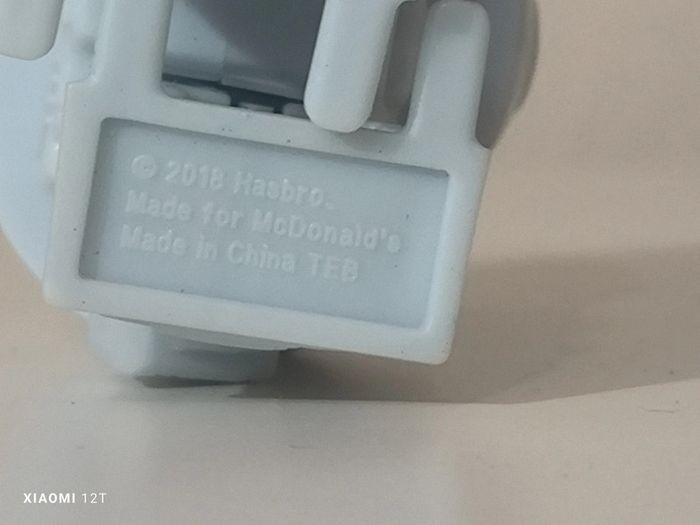 © 2018 Hasbro.
Made for McDonald's
Made in China TEB
XIAOMI 12T